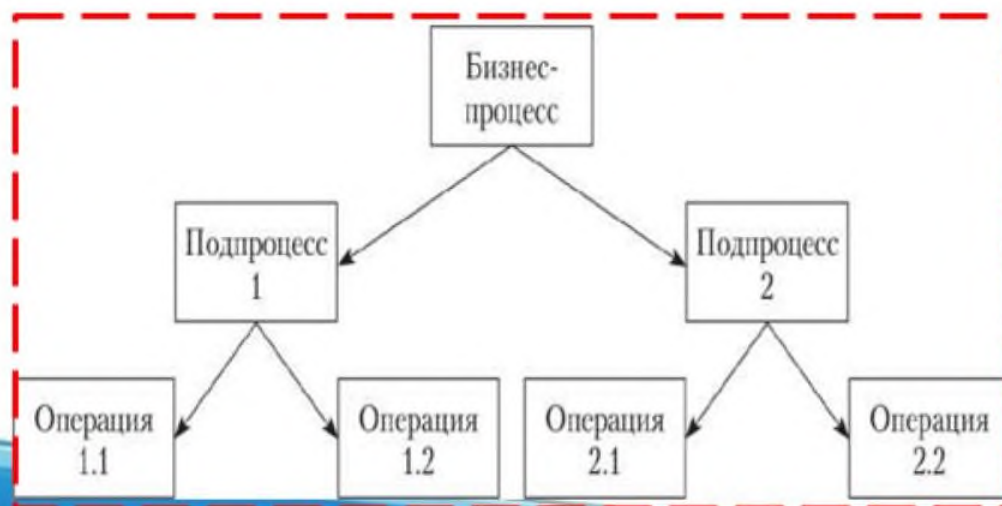 Бизнес-
процесс
Подпроцесс
1
Подпроцесс
2
Операция
1.1
Операция
1.2
Операция
2.1
Операция
2.2